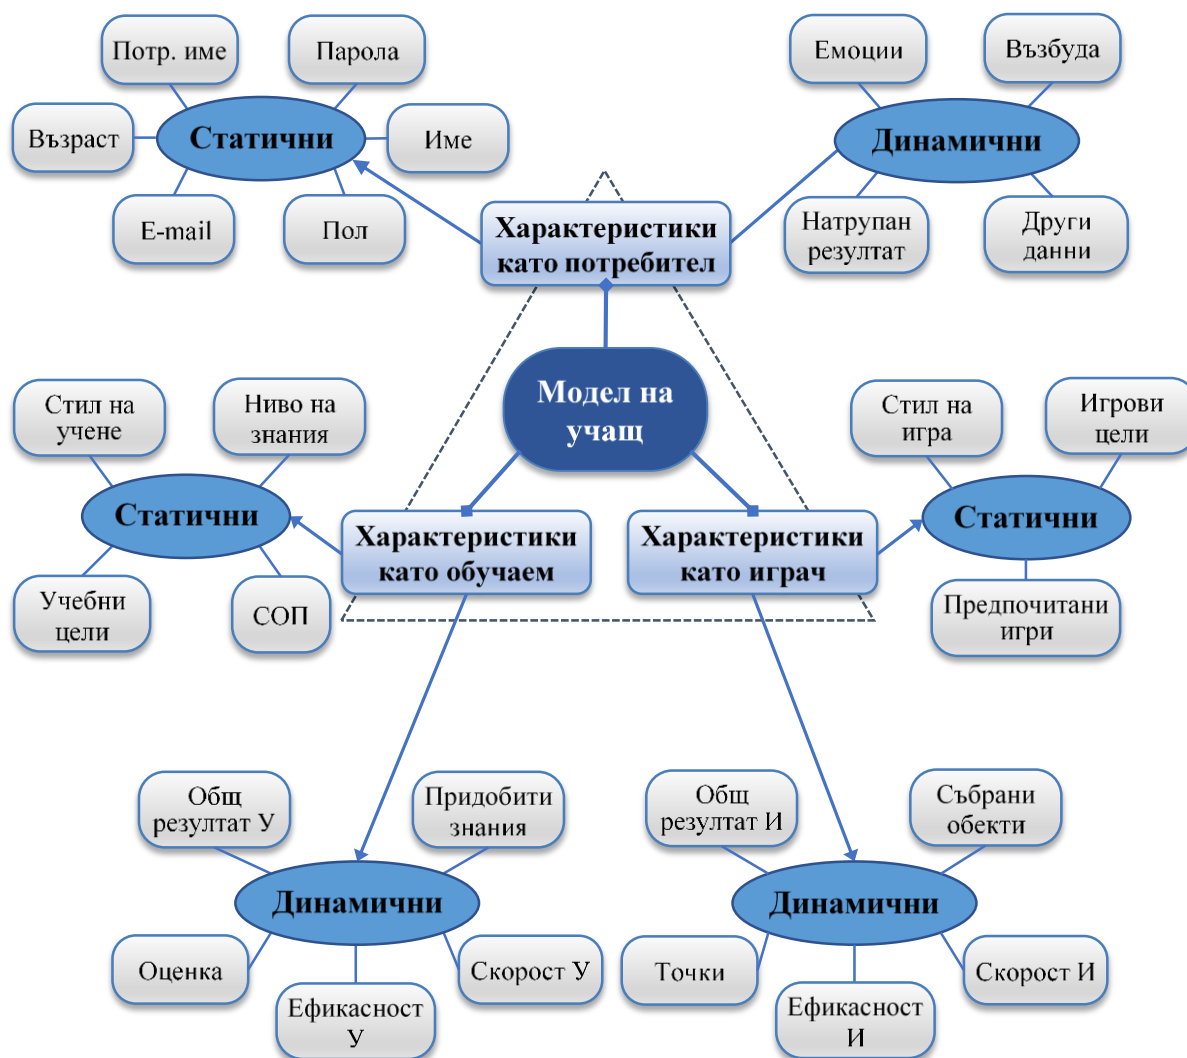 Потр. име
Парола
Възраст
Статични
Име
E-mail
Пол
Емоции
Възбуда
Динамични
Натрупан
резултат
Други
данни
Характеристики
като потребител
Модел на
учащ
Стил на
учене
Ниво на
знания
Статични
Учебни
цели
СОП
Характеристики
като обучаем
Характеристики
като играч
Стил на
игра
Игрови
цели
Статични
Предпочитани
игри
Общ
резултат У
Придобити
знания
Динамични
Оценка
Ефикасност
У
Скорост У
Общ
резултат И
Събрани
обекти
Динамични
Точки
Ефикасност
И
Скорост И